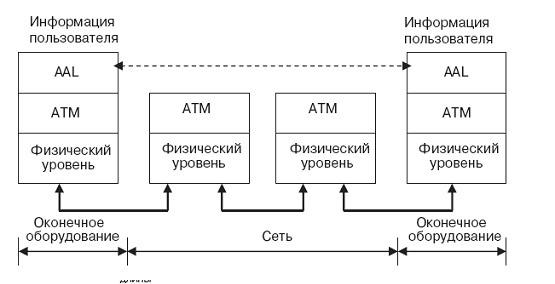 Информация
пользователя
Информация
пользователя
AAL
AAL
ATM
ATM
ATM
ATM
Физический
уровень
Физический
уровень
Физический
уровень
Физический
уровень
Оконечное
оборудование
Сеть
Оконечное
оборудование